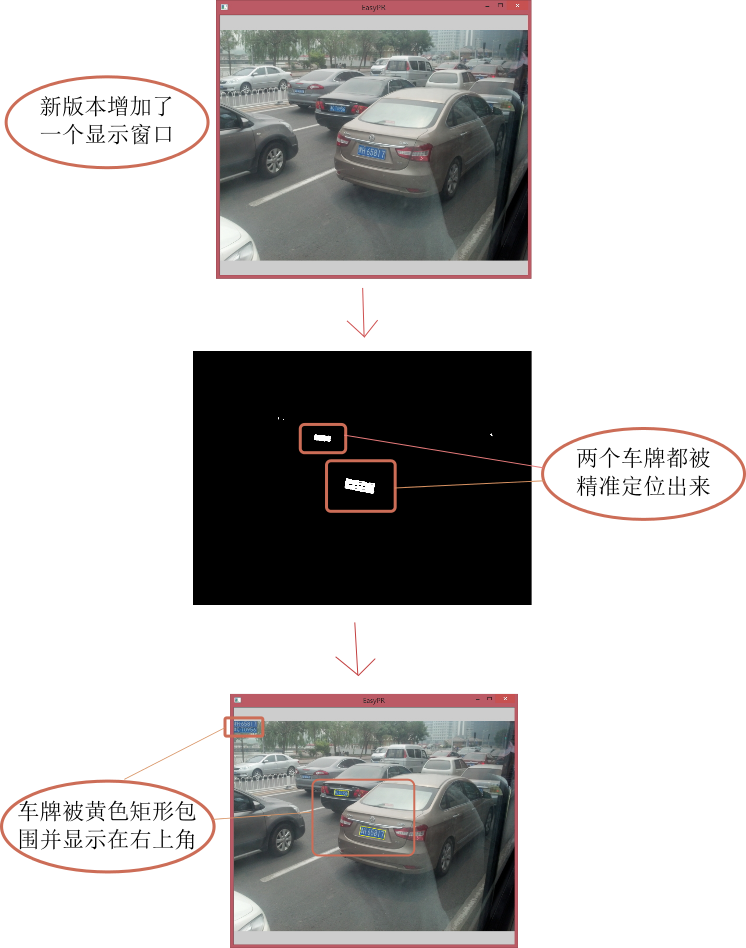 EasyPR
新版本增加了
一个显示窗口
两个车牌都被
精准定位出来
EasyPR
车牌被黄色矩形包
围并显示在右上角